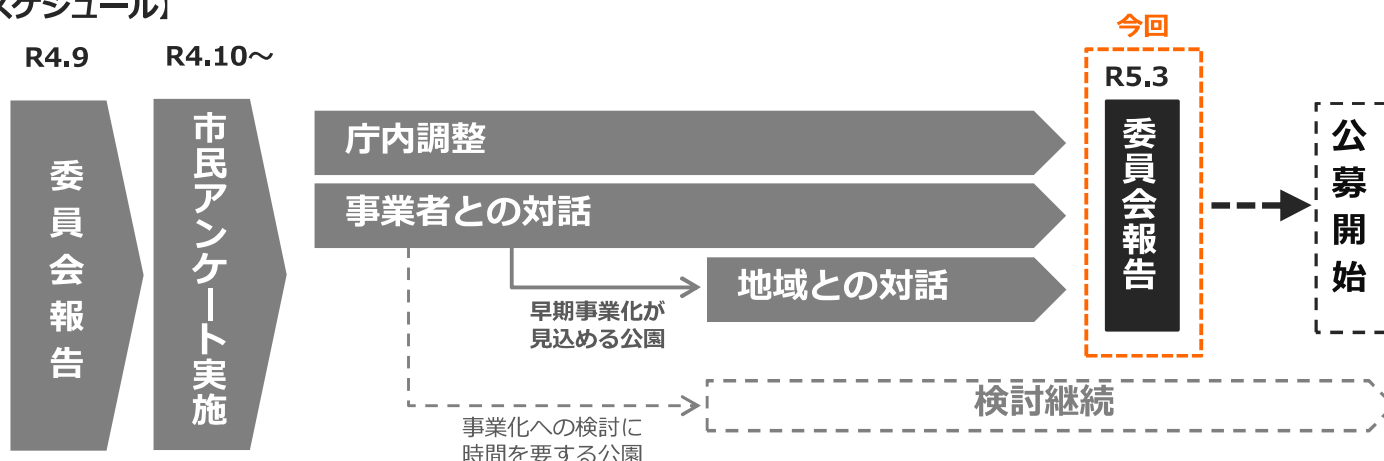 スケジュール】
今回
R4.9
R4.10～
R5.3
委員会報告
市民アンケート実施
庁内調整
事業者との対話
地域との対話
早期事業化が
見込める公園
委員会報告
公募開始
検討継続
事業化への検討に
時間を要する公園